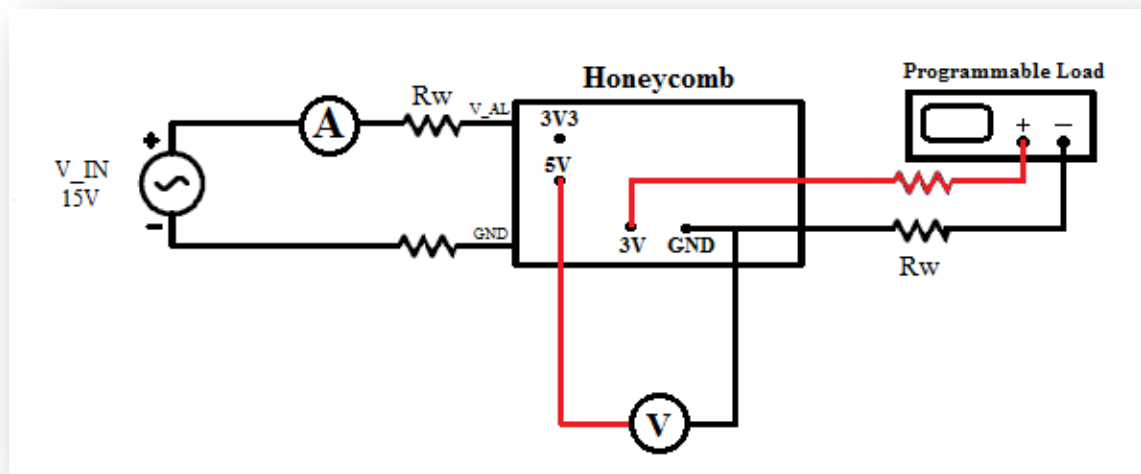 Honeycomb
Programmable Load
+ −
A
Rw
V_AL
3V3
5V
+
V_IN
15V
−
GND
3V
GND
Rw
V